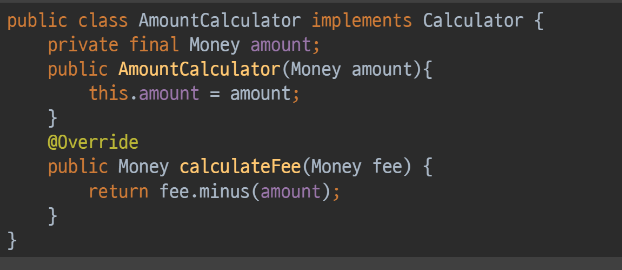 public class AmountCalculator implements Calculator {
    private final Money amount;
    public AmountCalculator(Money amount){
        this.amount = amount;
    }
    @Override
    public Money calculateFee(Money fee) {
        return fee.minus(amount);
    }
}